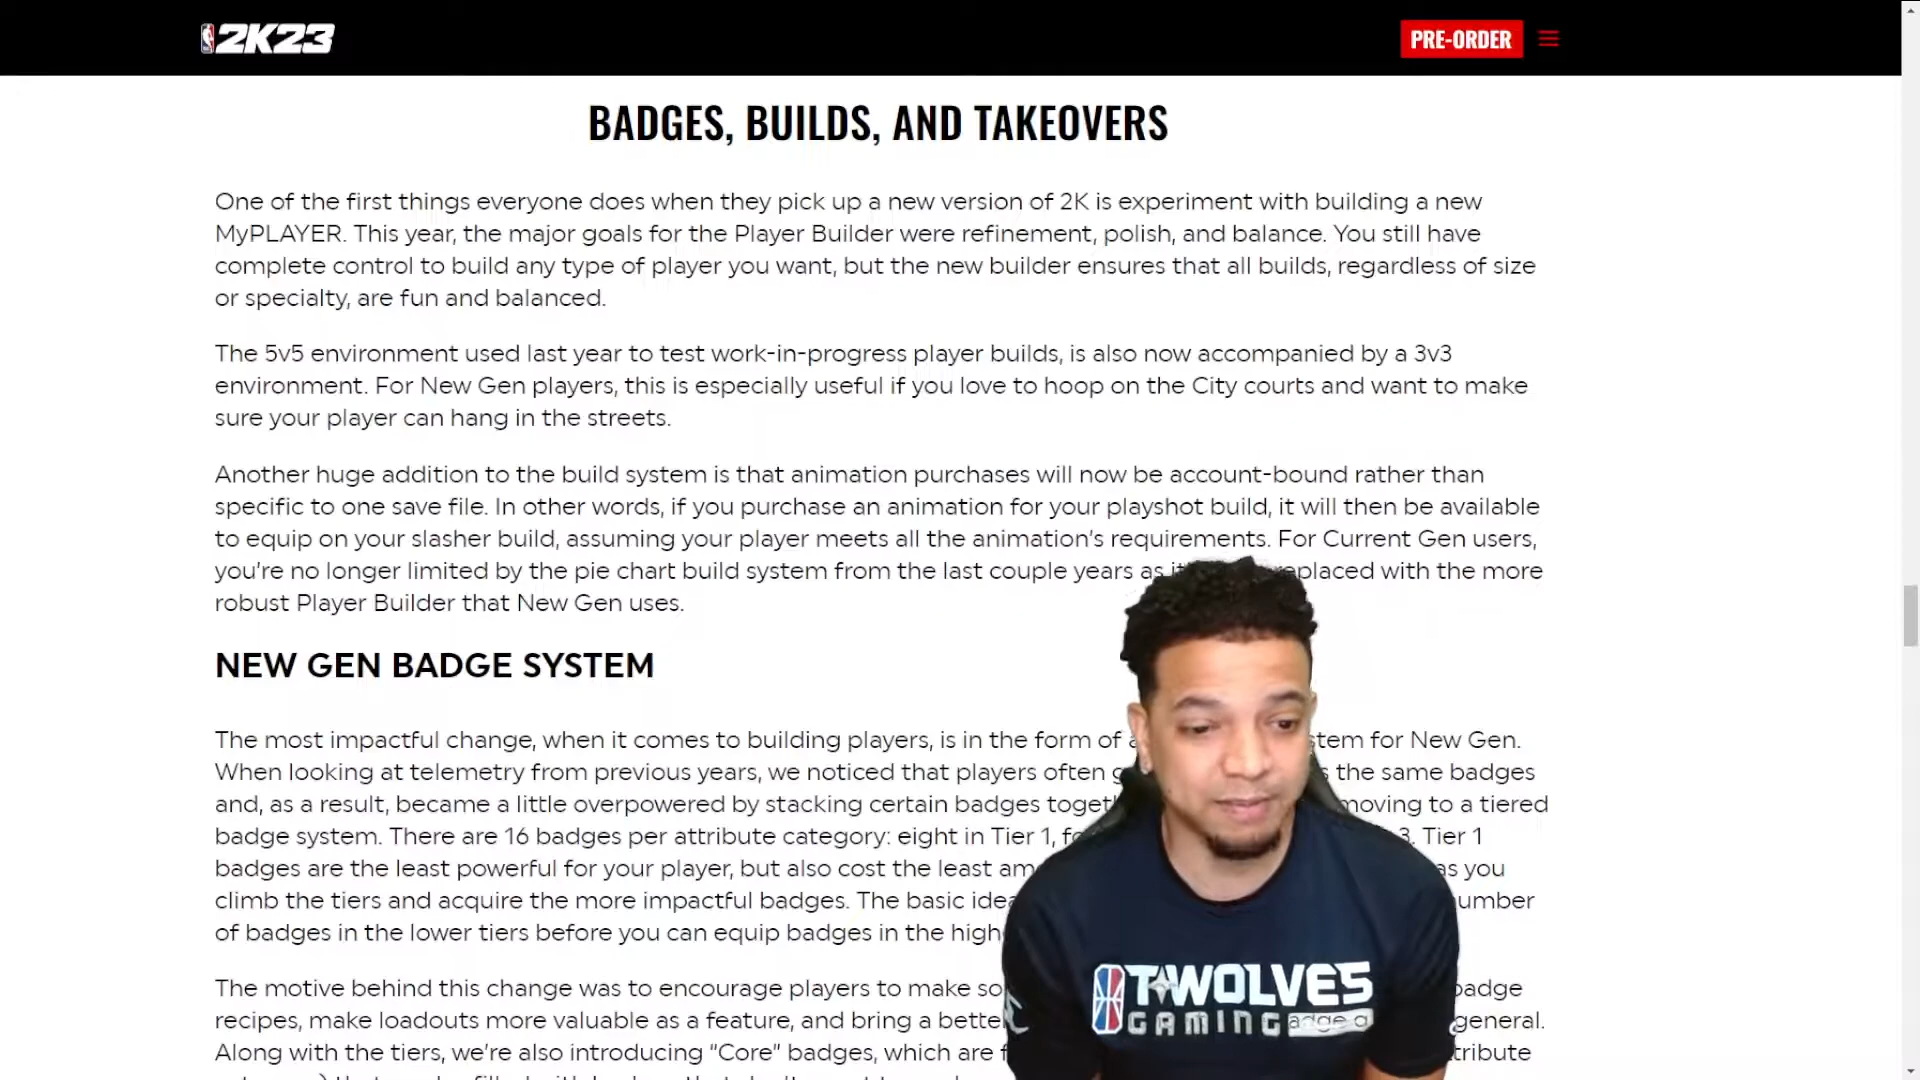 2K23
PRE-ORDER
BADGES, BUILDS, AND TAKEOVERS
One of the first things everyone does when they pick up a new version of 2K is experiment with building a new
MyPLAYER. This year, the major goals for the Player Builder were refinement, polish, and balance. You still have
complete control to build any type of player you want, but the new builder ensures that all builds, regardless of size
or specialty, are fun and balanced.
The 5v5 environment used last year to test work-in-progress player builds, is also now accompanied by a 3v3
environment. For New Gen players, this is especially useful if you love to hoop on the City courts and want to make
sure your player can hang in the streets.
Another huge addition to the build system is that animation purchases will now be account-bound rather than
specific to one save file. In other words, if you purchase an animation for your playshot build, it will then be available
to equip on your slasher build, assuming your player meets all the animation's requirements. For Current Gen users,
you're no longer limited by the pie chart build system from the last couple years as replaced with the more
robust Player Builder that New Gen uses.
NEW GEN BADGE SYSTEM
The most impactful change, when it comes to building players, is in the form of for New Gen.
When looking at telemetry from previous years, we noticed that players often the same badges
and, as a result, became a little overpowered by stacking certain badges moving to a tiered
badge system. There are 16 badges per attribute category: eight in Tier 1, 3. Tier 1
badges are the least powerful for your player, but also cost the least as you
climb the tiers and acquire the more impactful badges. The basic
of badges in the lower tiers before you can equip badges in the
The motive behind this change was to encourage players to make
recipes, make loadouts more valuable as a feature, and bring a general.
Along with the tiers, we're also introducing "Core" badges, which are
TWOLVES
GAMING